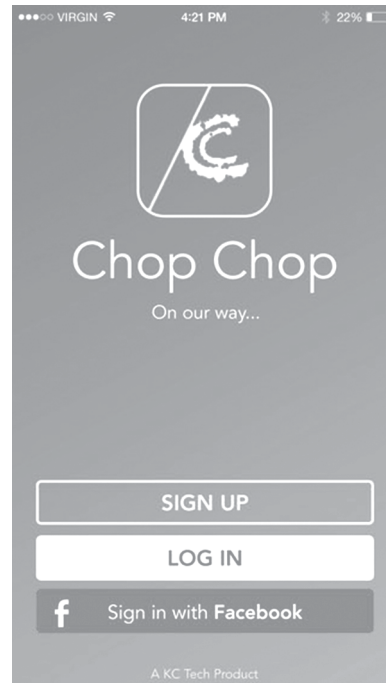 VIRGIN 4:21 PM 22%
C
Chop Chop
On our way...
SIGN UP
LOG IN
f Sign in with Facebook
A KC Tech Product